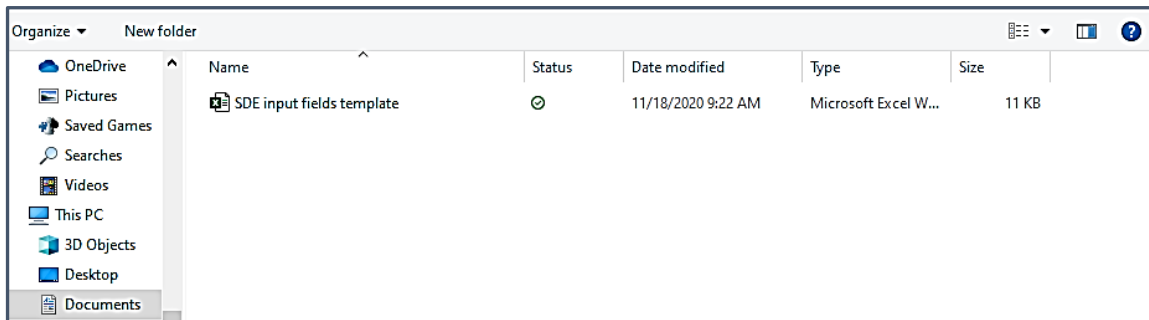 Organize New folder ?
OneDrive Name Status Date modified Type Size
Pictures SDE input fields template 11/18/2020 9:22 AM Microsoft Excel W... 11 KB
Saved Games
Searches
Videos
This PC
3D Objects
Desktop
Documents